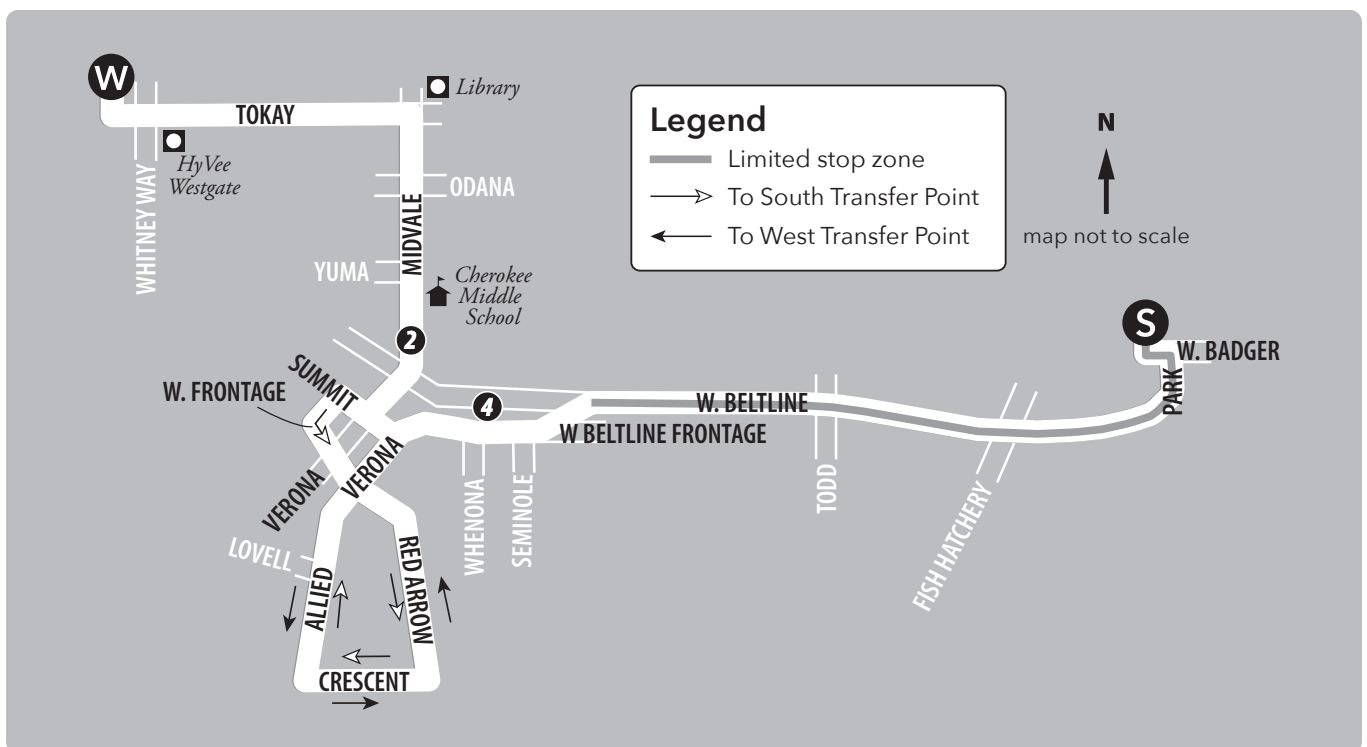 W
Library
TOKAY
HyVee
Westgate
WHITNEY WAY
ODANA
MIDVALE
YUMA
Cherokee
Middle
School
Legend
Limited stop zone
To South Transfer Point
To West Transfer Point
N
map not to scale
2
S
W. BADGER
PARK
SUMMIT
W. FRONTAGE
4
W. BELTLINE
W BELTLINE FRONTAGE
VERONA
VERONA
WHENONA
SEMINOLE
TODD
FISH HATCHERY
LOVELL
ALLIED
RED ARROW
CRESCENT